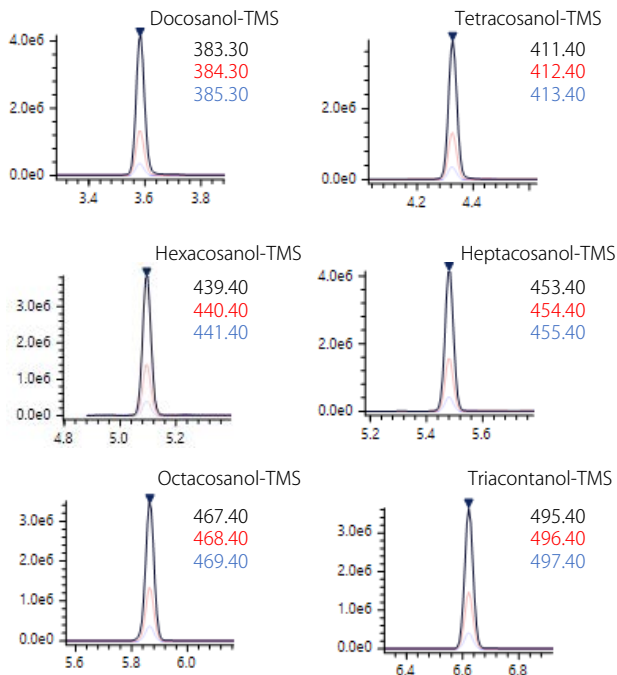 Docosanol-TMS
383.30
384.30
385.30
4.0e6
2.0e6
0.0e0
3.4 3.6 3.8
Tetracosanol-TMS
411.40
412.40
413.40
2.0e6
0.0e0
4.2 4.4
Hexacosanol-TMS
439.40
440.40
441.40
3.0e6
2.0e6
1.0e6
0.0e0
4.8 5.0 5.2
Heptacosanol-TMS
453.40
454.40
455.40
4.0e6
2.0e6
0.0e0
5.2 5.4 5.6
Octacosanol-TMS
467.40
468.40
469.40
3.0e6
2.0e6
1.0e6
0.0e0
5.6 5.8 6.0
Triacontanol-TMS
495.40
496.40
497.40
3.0e6
2.0e6
1.0e6
0.0e0
6.4 6.6 6.8